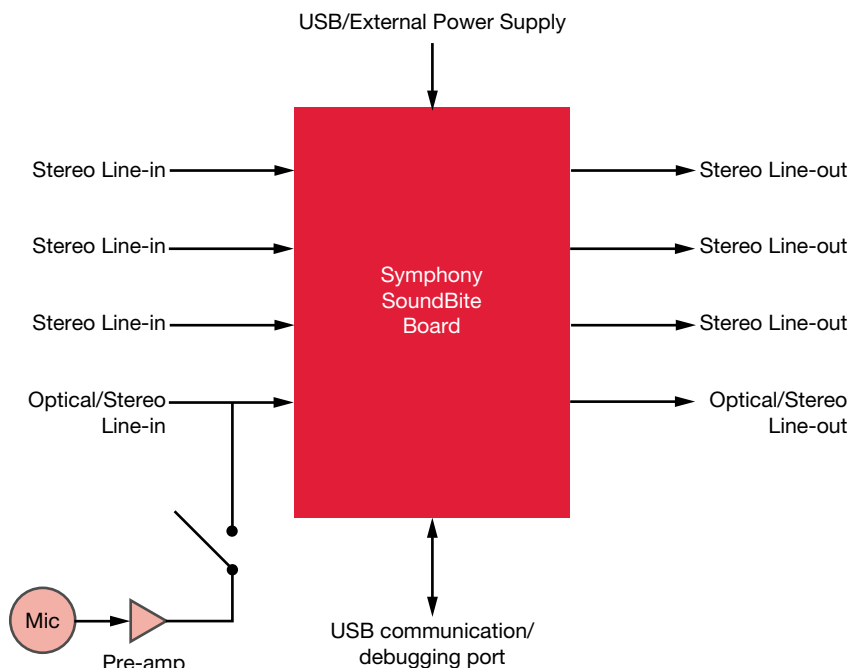 USB/External Power Supply
Stereo Line-in
Stereo Line-out
Stereo Line-in
Stereo Line-out
Symphony
SoundBite
Board
Stereo Line-in
Stereo Line-out
Optical/Stereo
Line-in
Optical/Stereo
Line-out
Mic
Pre-amp
USB communication/
debugging port